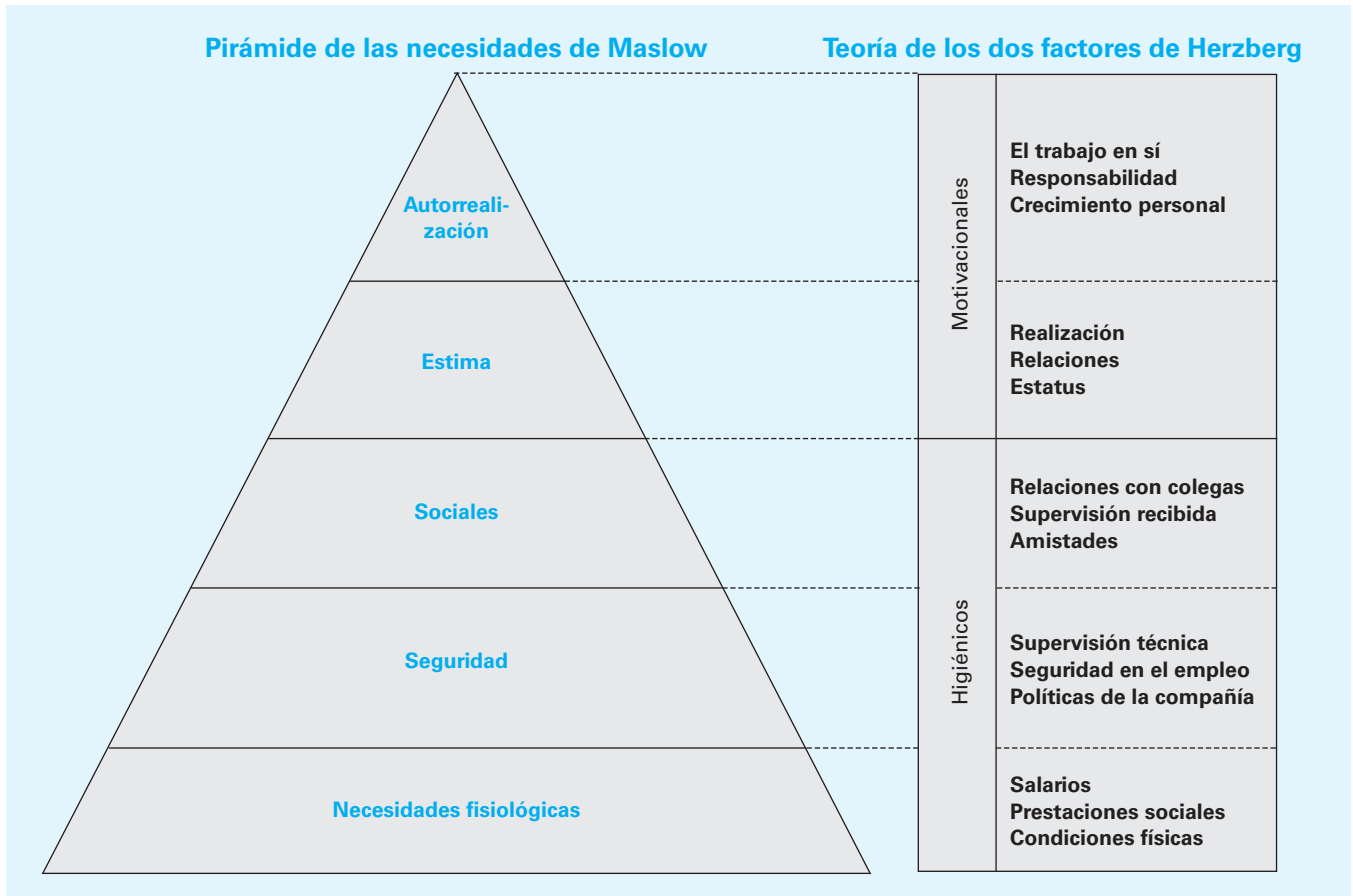 Pirámide de las necesidades de Maslow
Teoría de los dos factores de Herzberg
Autorreali-
zación
Estima
Sociales
Seguridad
Necesidades fisiológicas
Motivacionales
El trabajo en sí
Responsabilidad
Crecimiento personal
Realización
Relaciones
Estatus
Higiénicos
Relaciones con colegas
Supervisión recibida
Amistades
Supervisión técnica
Seguridad en el empleo
Políticas de la compañía
Salarios
Prestaciones sociales
Condiciones físicas